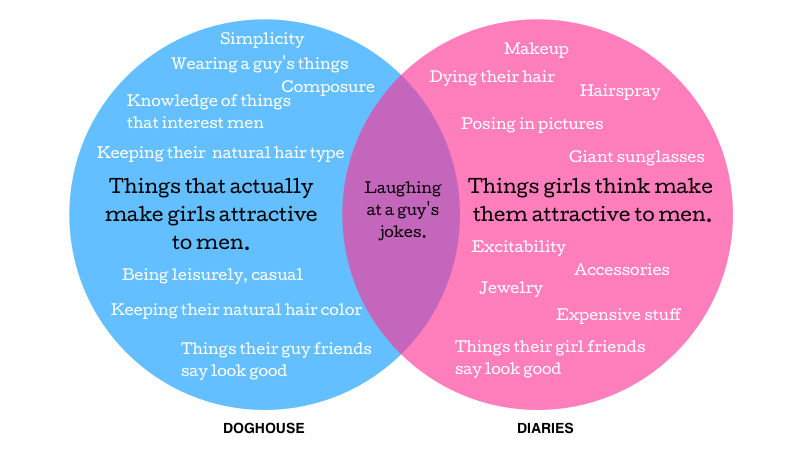 Simplicity
Wearing a guy's things
Composure
Knowledge of things
that interest men
Keeping their natural hair type
Things that actually
make girls attractive
to men.
Being leisurely, casual
Keeping their natural hair color
Things their guy friends
say look good
Laughing
at a guy's
jokes.
Makeup
Dying their hair
Hairspray
Posing in pictures
Giant sunglasses
Things girls think make
them attractive to men.
Excitability
Accessories
Jewelry
Expensive stuff
Things their girl friends
say look good
DOGHOUSE
DIARIES